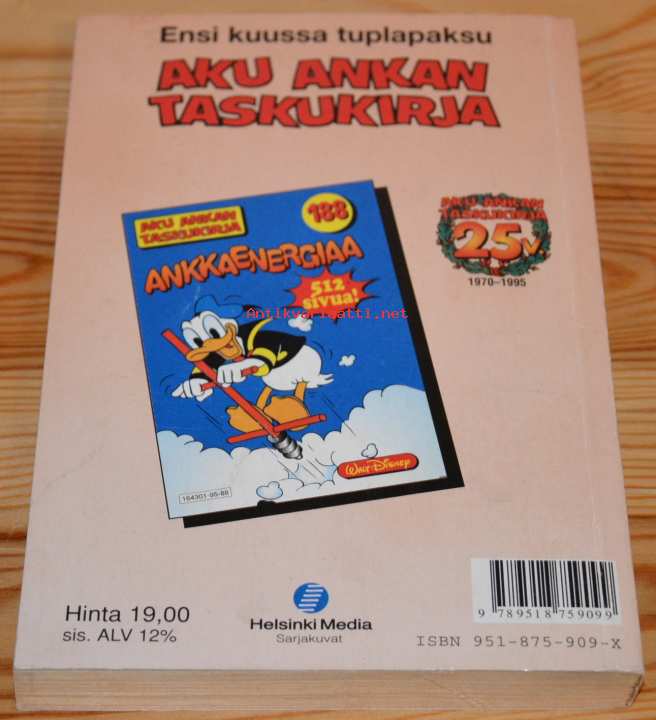 Ensi kuussa tuplapaksu
AKU ANKAN
TASKUKIRJA
AKU ANKAN
TASKUKIRJA
188
ANKKAENERGIAA
512
sivua!
Antikvariaatti.net
WALT DISNEY
164301-95-88
AKU ANKAN
TASKUKIRJA
25v
1970-1995
Hinta 19,00
sis. ALV 12%
Helsinki Media
Sarjakuvat
9 789518 759099
ISBN 951-875-909-X